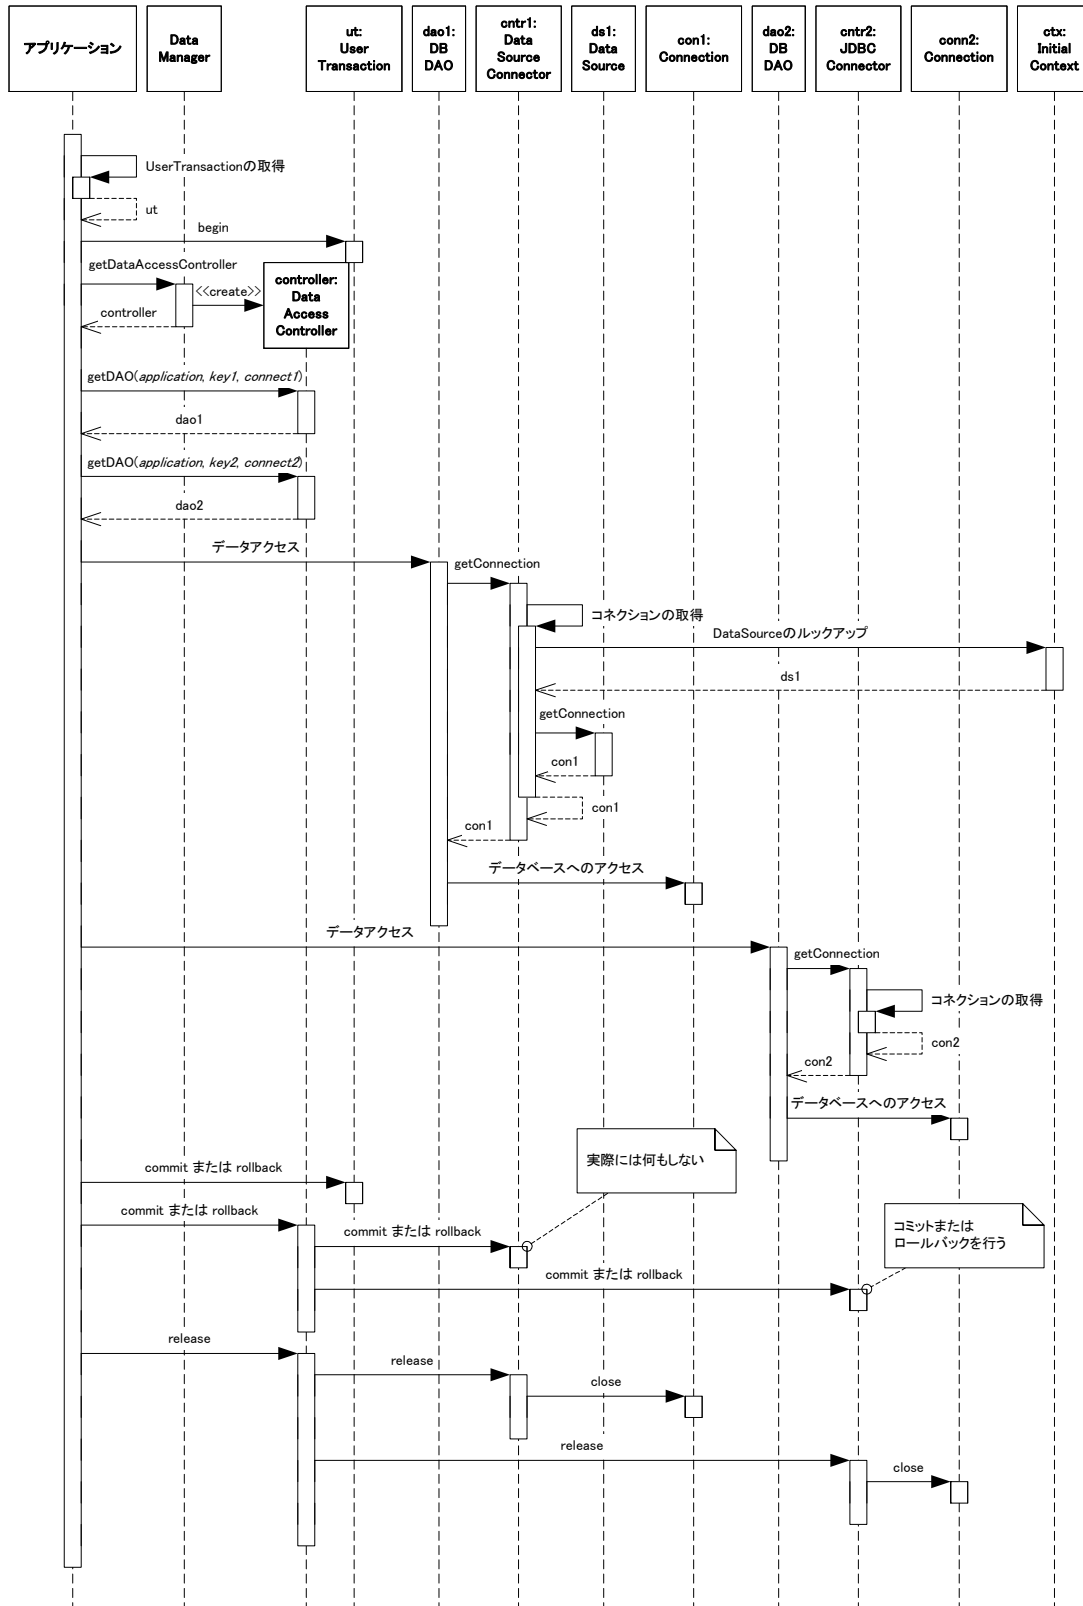 アプリケーション
Data
Manager
ut:
User
Transaction
dao1:
DB
DAO
cntr1:
Data
Source
Connector
ds1:
Data
Source
con1:
Connection
dao2:
DB
DAO
cntr2:
JDBC
Connector
conn2:
Connection
ctx:
Initial
Context
UserTransactionの取得
ut
begin
getDataAccessController
<<create>>
controller:
Data
Access
Controller
controller
getDAO(application, key1, connect1)
dao1
getDAO(application, key2, connect2)
dao2
データアクセス
getConnection
コネクションの取得
DataSourceのルックアップ
ds1
getConnection
con1
con1
con1
データベースへのアクセス
データアクセス
getConnection
コネクションの取得
con2
con2
データベースへのアクセス
実際には何もしない
commit または rollback
commit または rollback
commit または rollback
コミットまたは
ロールバックを行う
commit または rollback
release
release
close
release
close